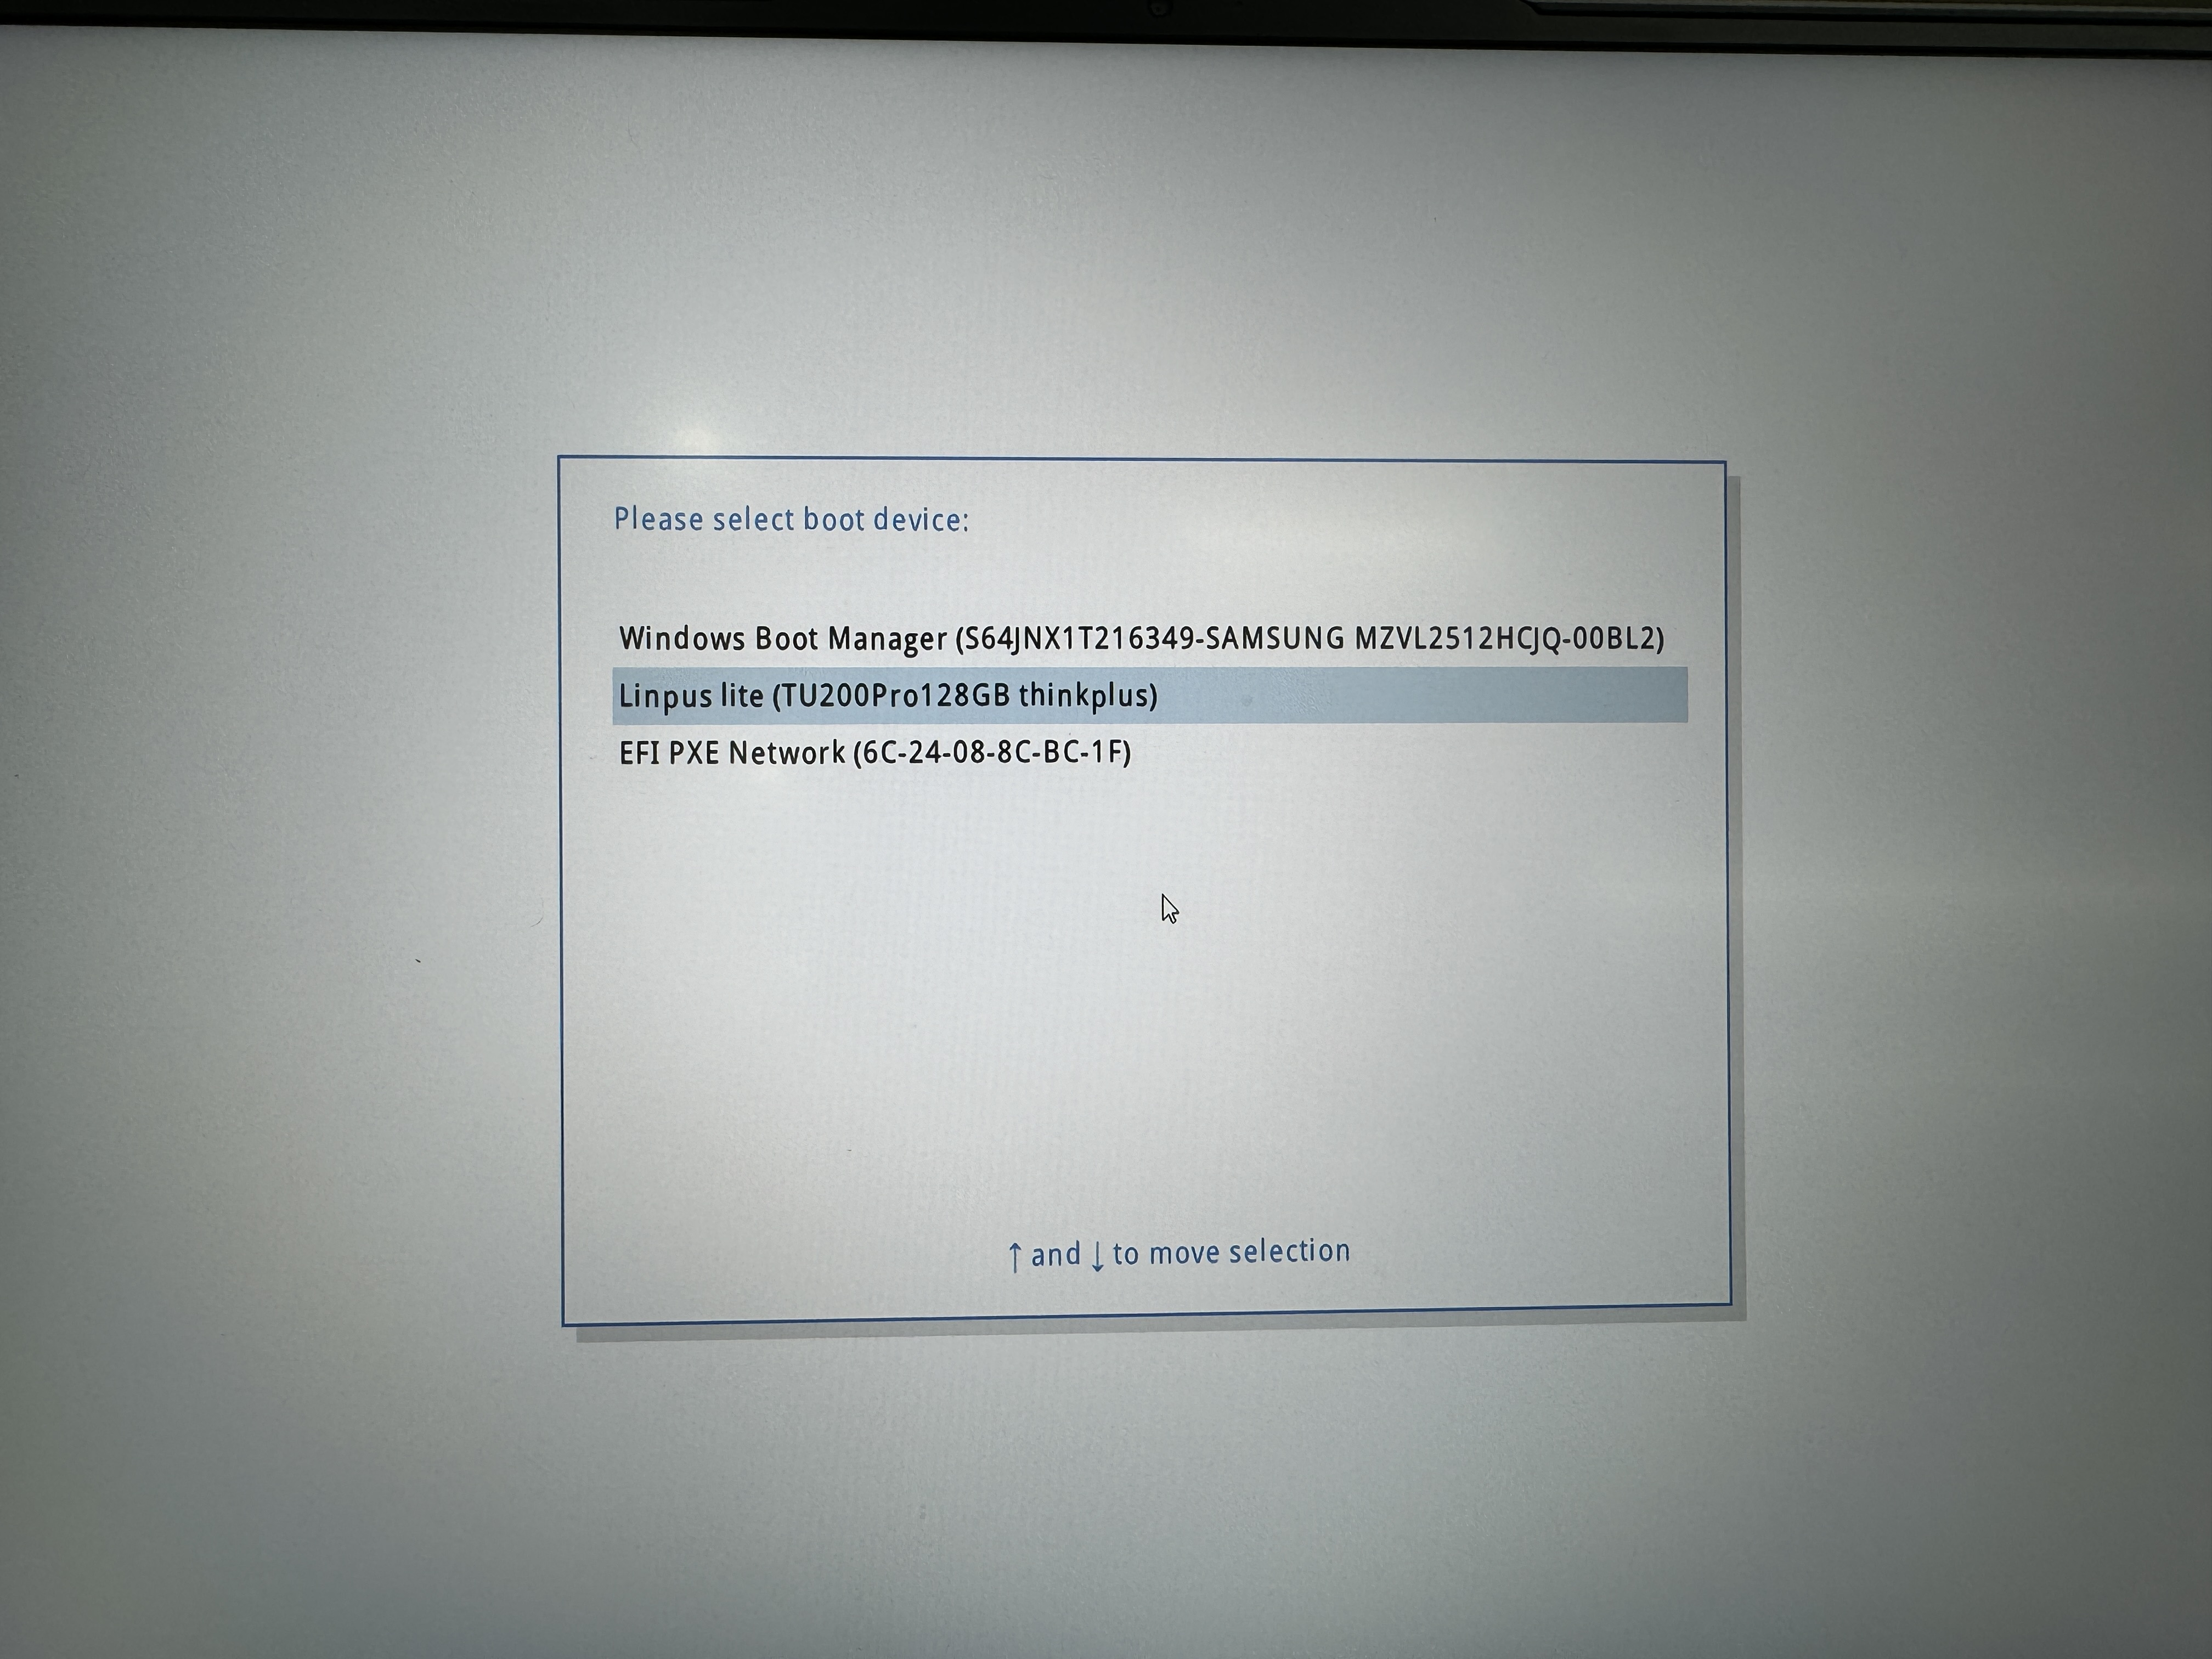 Please select boot device:
Windows Boot Manager (S64JNX1T216349-SAMSUNG MZVL2512HCJQ-00BL2)
Linpus lite (TU200Pro128GB thinkplus)
EFI PXE Network (6C-24-08-8C-BC-1F)
↑ and ↓ to move selection